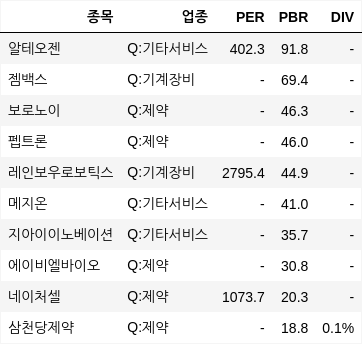 종목 업종 PER PBR DIV
알테오젠 Q:기타서비스 402.3 91.8 -
젬백스 Q:기계장비 - 69.4 -
보로노이 Q:제약 - 46.3 -
펩트론 Q:제약 - 46.0 -
레인보우로보틱스 Q:기계장비 2795.4 44.9 -
메지온 Q:기타서비스 - 41.0 -
지아이이노베이션 Q:기타서비스 - 35.7 -
에이비엘바이오 Q:제약 - 30.8 -
네이처셀 Q:제약 1073.7 20.3 -
삼천당제약 Q:제약 - 18.8 0.1%